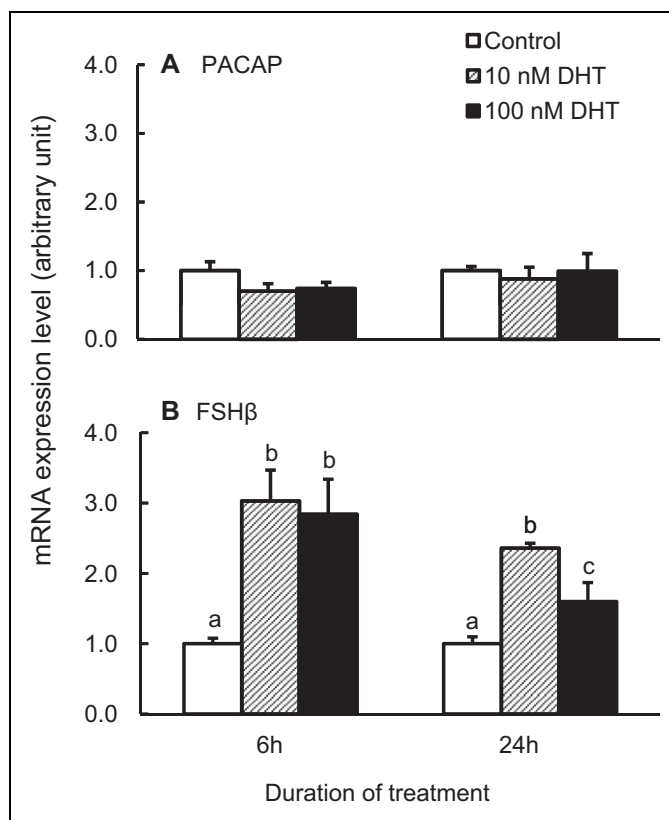 Control
10 nM DHT
100 nM DHT
A PACAP
4.0
3.0
2.0
1.0
0.0
B FSHβ
4.0
3.0
2.0
1.0
0.0
a
b
b
a
b
c
6h
24h
Duration of treatment
mRNA expression level (arbitrary unit)